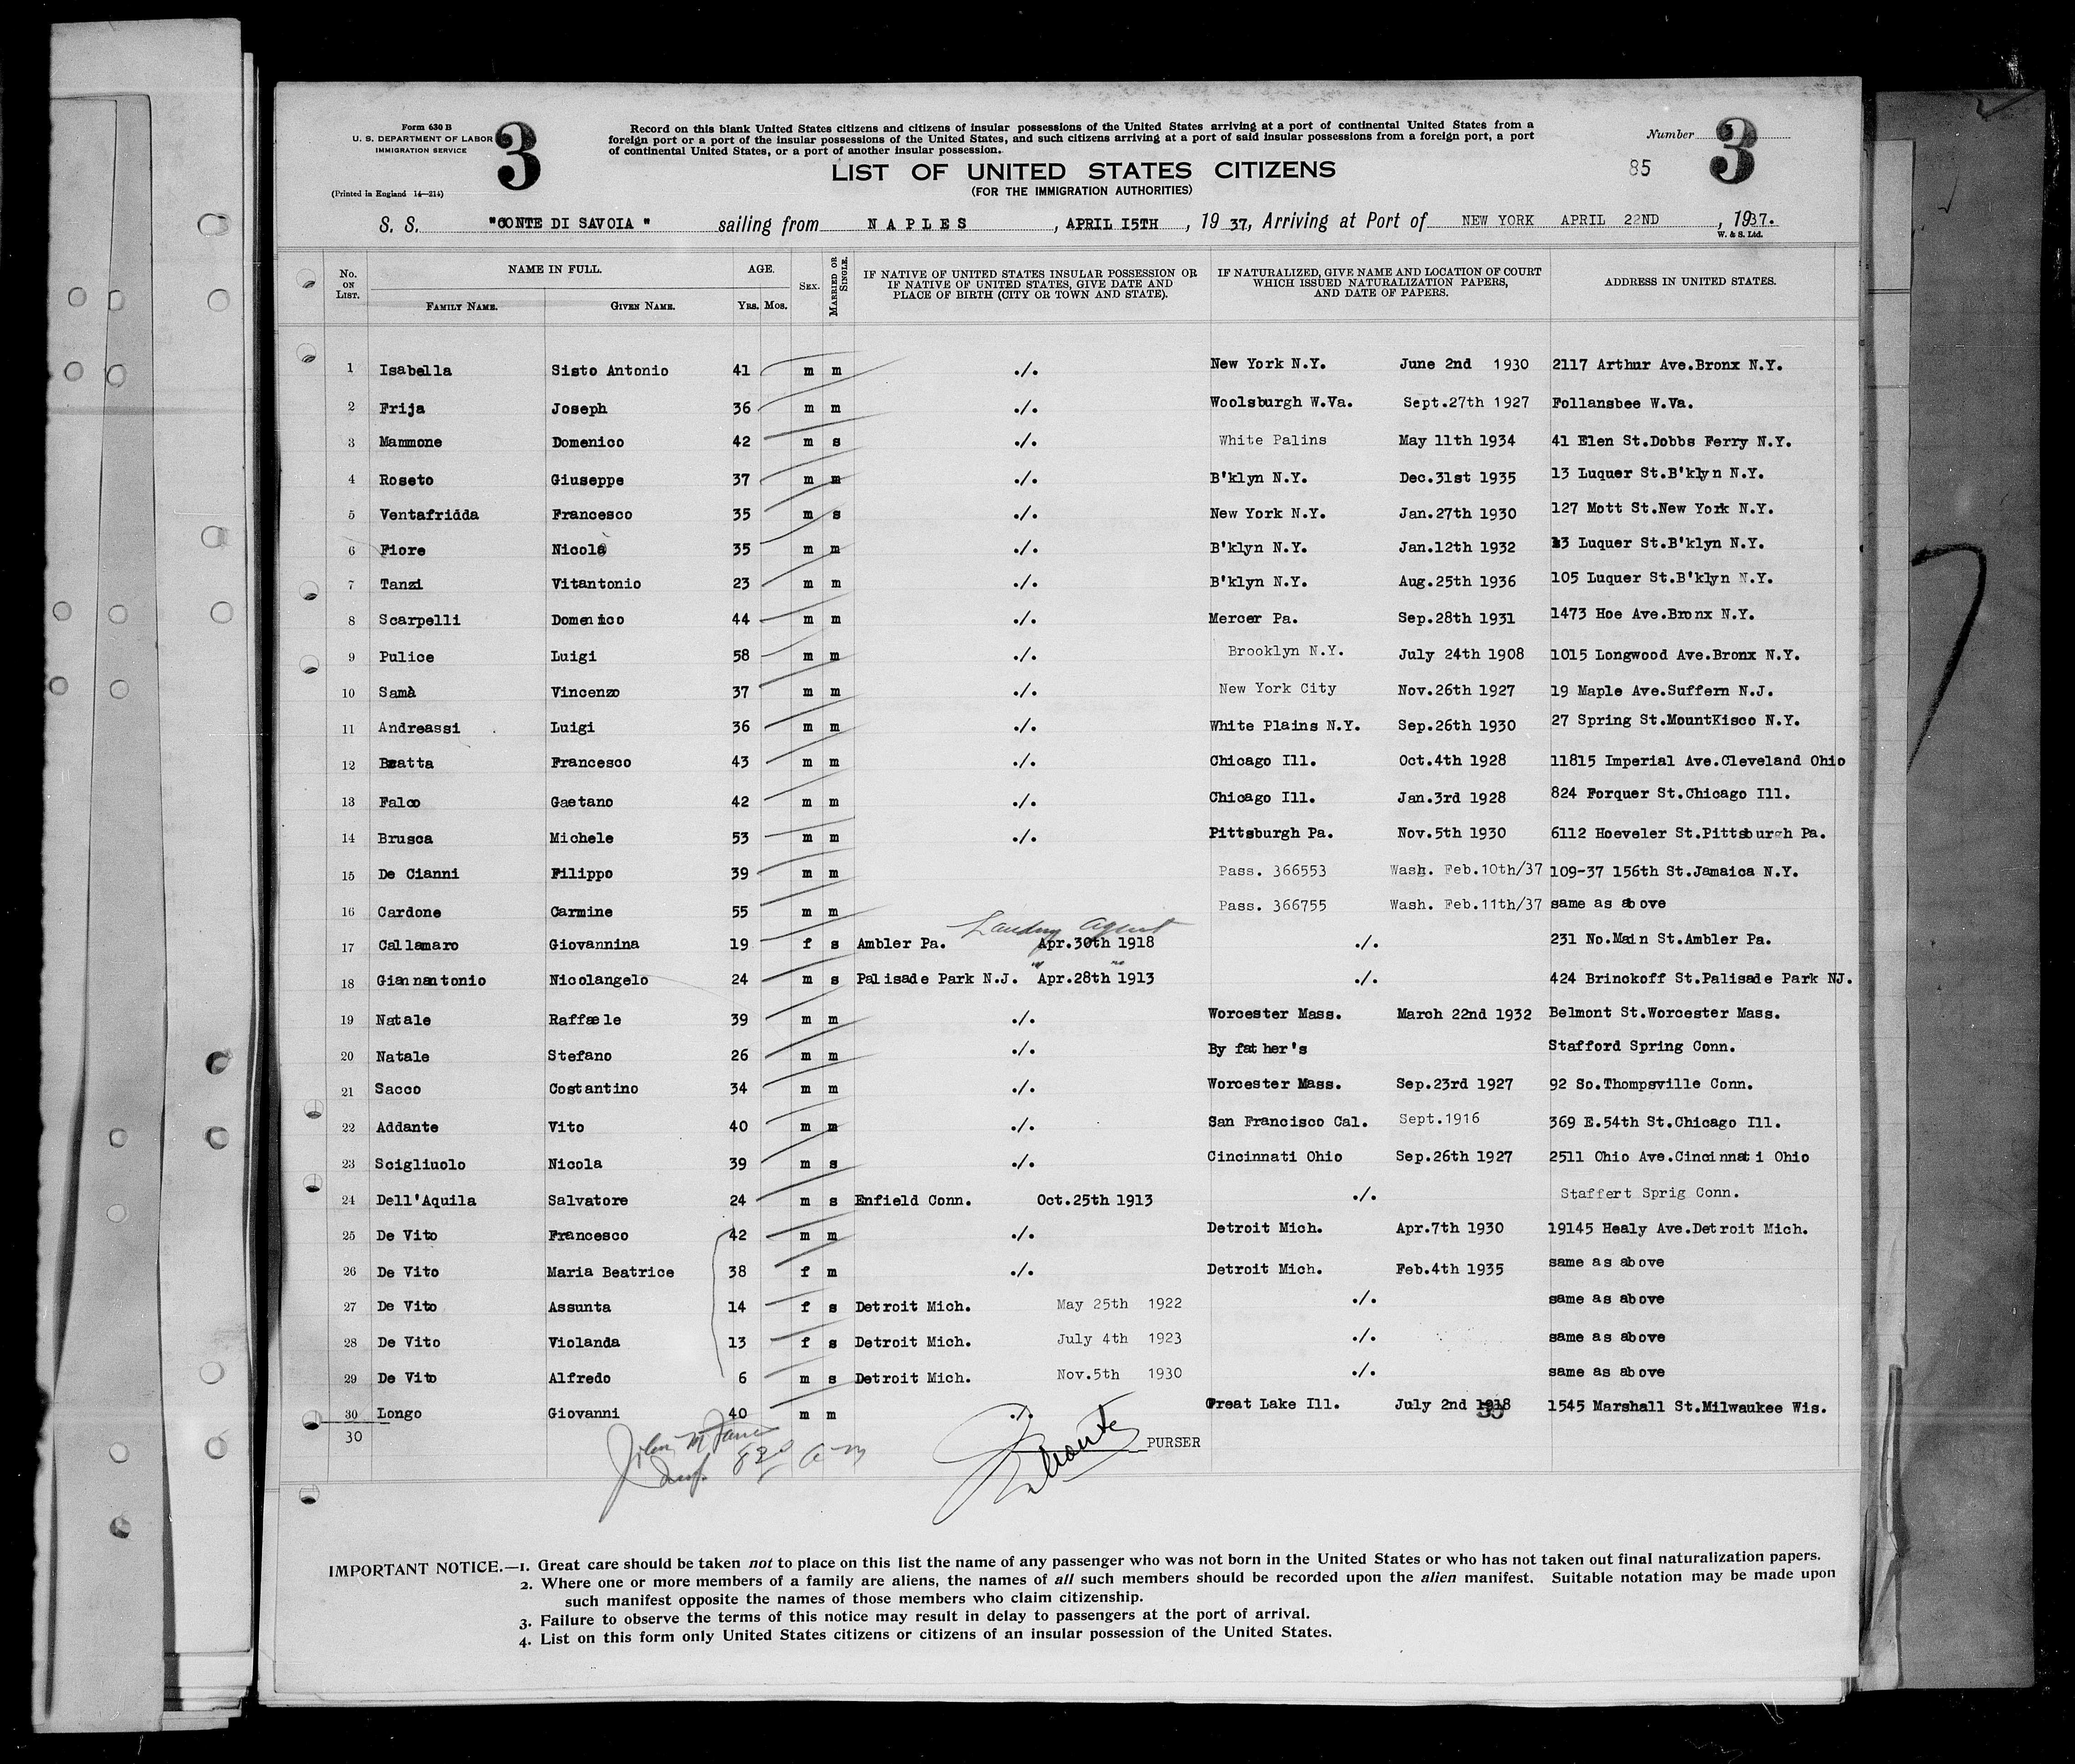 Form 630 B
U. S. DEPARTMENT OF LABOR
IMMIGRATION SERVICE
3
(Printed in England 14—214)
Record on this blank United States citizens and citizens of insular possessions of the United States arriving at a port of continental United States from a
foreign port or a port of the insular possessions of the United States, and such citizens arriving at a port of said insular possessions from a foreign port, a port
of continental United States, or a port of another insular possession.
LIST OF UNITED STATES CITIZENS
(FOR THE IMMIGRATION AUTHORITIES)
Number 3
85
S. S. "CONTE DI SAVOIA" sailing from NAPLES, APRIL I5TH, 19 37, Arriving at Port of NEW YORK APRIL 22ND, 1937.
W. & S. Ltd.
No. ON LIST. NAME IN FULL. FAMILY NAME. GIVEN NAME. AGE. YRS. MOS. SEX. MARRIED OR SINGLE. IF NATIVE OF UNITED STATES INSULAR POSSESSION OR IF NATIVE OF UNITED STATES, GIVE DATE AND PLACE OF BIRTH (CITY OR TOWN AND STATE). IF NATURALIZED, GIVE NAME AND LOCATION OF COURT WHICH ISSUED NATURALIZATION PAPERS, AND DATE OF PAPERS. ADDRESS IN UNITED STATES.
1 Isabella Sisto Antonio 41 m m ./. New York N.Y. June 2nd 1930 2117 Arthur Ave.Bronx N.Y.
2 Frija Joseph 36 m m ./. Woolsburgh W.Va. Sept.27th 1927 Follansbee W.Va.
3 Mammone Domenico 42 m s ./. White Palins May 11th 1934 41 Elen St.Dobbs Ferry N.Y.
4 Roseto Giuseppe 37 m m ./. B'klyn N.Y. Dec.31st 1935 13 Luquer St.B'klyn N.Y.
5 Ventafridda Francesco 35 m s ./. New York N.Y. Jan.27th 1930 127 Mott St.New York N.Y.
6 Fiore Nicolà 35 m m ./. B'klyn N.Y. Jan.12th 1932 13 Luquer St.B'klyn N.Y.
7 Tanzi Vitantonio 23 m m ./. B'klyn N.Y. Aug.25th 1936 105 Luquer St.B'klyn N.Y.
8 Scarpelli Domenico 44 m m ./. Mercer Pa. Sep.28th 1931 1473 Hoe Ave.Bronx N.Y.
9 Pulice Luigi 58 m m ./. Brooklyn N.Y. July 24th 1908 1015 Longwood Ave.Bronx N.Y.
10 Samà Vincenzo 37 m m ./. New York City Nov.26th 1927 19 Maple Ave.Suffern N.J.
11 Andreassi Luigi 36 m m ./. White Plains N.Y. Sep.26th 1930 27 Spring St.MountKisco N.Y.
12 Beatta Francesco 43 m m ./. Chicago Ill. Oct.4th 1928 11815 Imperial Ave.Cleveland Ohio
13 Falco Gaetano 42 m m ./. Chicago Ill. Jan.3rd 1928 824 Forquer St.Chicago Ill.
14 Brusca Michele 53 m m ./. Pittsburgh Pa. Nov.5th 1930 6112 Hoeveler St.Pittsburgh Pa.
15 De Cianni Filippo 39 m m Pass. 366553 Wash. Feb.10th/37 109-37 156th St.Jamaica N.Y.
16 Cardone Carmine 55 m m Pass. 366755 Wash. Feb.11th/37 same as above
Landing Agent
17 Callamaro Giovannina 19 f s Ambler Pa. Apr.30th 1918 ./. 231 No.Main St.Ambler Pa.
18 Giannantonio Nicolangelo 24 m s Palisade Park N.J. Apr.28th 1913 ./. 424 Brinckoff St.Palisade Park NJ.
19 Natale Raffaele 39 m m ./. Worcester Mass. March 22nd 1932 Belmont St.Worcester Mass.
20 Natale Stefano 26 m m ./. By father's Stafford Spring Conn.
21 Sacco Costantino 34 m m ./. Worcester Mass. Sep.23rd 1927 92 So.Thompsville Conn.
22 Addante Vito 40 m m ./. San Francisco Cal. Sept.1916 369 E.54th St.Chicago Ill.
23 Scigliuolo Nicola 39 m s ./. Cincinnati Ohio Sep.26th 1927 2511 Ohio Ave.Cincinnati Ohio
24 Dell'Aquila Salvatore 24 m s Enfield Conn. Oct.25th 1913 ./. Staffert Sprig Conn.
25 De Vito Francesco 42 m m ./. Detroit Mich. Apr.7th 1930 19145 Healy Ave.Detroit Mich.
26 De Vito Maria Beatrice 38 f m ./. Detroit Mich. Feb.4th 1935 same as above
27 De Vito Assunta 14 f s Detroit Mich. May 25th 1922 ./. same as above
28 De Vito Violanda 13 f s Detroit Mich. July 4th 1923 ./. same as above
29 De Vito Alfredo 6 m s Detroit Mich. Nov.5th 1930 ./. same as above
30 Longo Giovanni 40 m m ./. Great Lake Ill. July 2nd 1918 1545 Marshall St.Milwaukee Wis.
30
PURSER
IMPORTANT NOTICE.—1. Great care should be taken not to place on this list the name of any passenger who was not born in the United States or who has not taken out final naturalization papers.
2. Where one or more members of a family are aliens, the names of all such members should be recorded upon the alien manifest. Suitable notation may be made upon
such manifest opposite the names of those members who claim citizenship.
3. Failure to observe the terms of this notice may result in delay to passengers at the port of arrival.
4. List on this form only United States citizens or citizens of an insular possession of the United States.